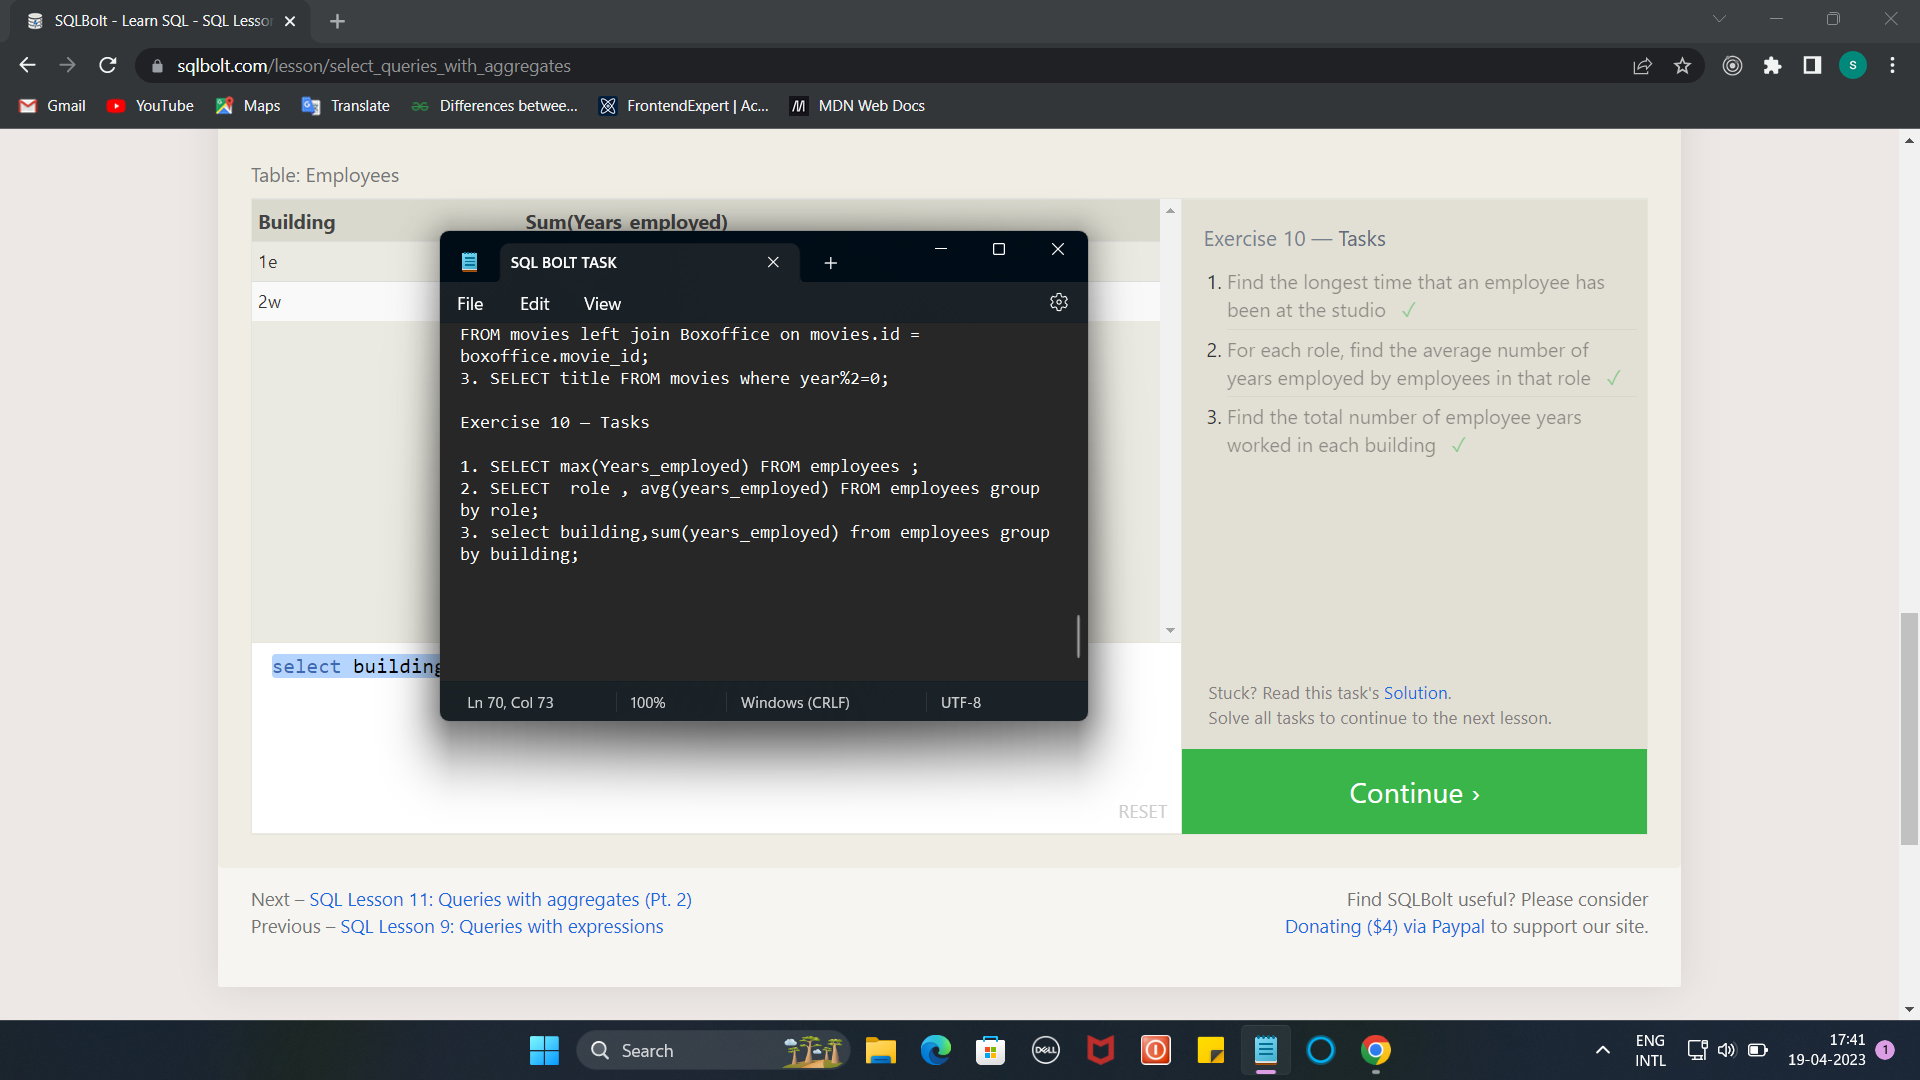 SQLBolt - Learn SQL - SQL Lesso
sqlbolt.com/lesson/select_queries_with_aggregates
S
Gmail
YouTube
Maps
Translate
Differences betwee...
FrontendExpert | Ac...
MDN Web Docs
Table: Employees
Building Sum(Years_employed)
1e
2w
SQL BOLT TASK
File Edit View
FROM movies left join Boxoffice on movies.id =
boxoffice.movie_id;
3. SELECT title FROM movies where year%2=0;
Exercise 10 — Tasks
1. SELECT max(Years_employed) FROM employees ;
2. SELECT  role , avg(years_employed) FROM employees group
by role;
3. select building,sum(years_employed) from employees group
by building;
Ln 70, Col 73 100% Windows (CRLF) UTF-8
select building
RESET
Exercise 10 — Tasks
1. Find the longest time that an employee has
been at the studio ✓
2. For each role, find the average number of
years employed by employees in that role ✓
3. Find the total number of employee years
worked in each building ✓
Stuck? Read this task's Solution.
Solve all tasks to continue to the next lesson.
Continue ›
Next – SQL Lesson 11: Queries with aggregates (Pt. 2)
Previous – SQL Lesson 9: Queries with expressions
Find SQLBolt useful? Please consider
Donating ($4) via Paypal to support our site.
Search
DELL
ENG
INTL
17:41
19-04-2023
1